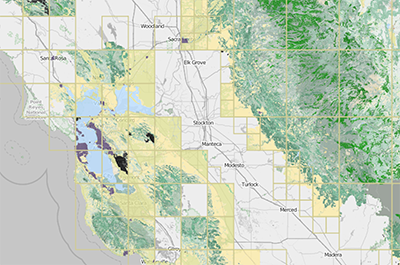 Woodland
Sacra
Santa Rosa
Elk Grove
Point
Reyes
National
Seashore
Stockton
Manteca
Modesto
Turlock
Merced
Gilroy
Madera